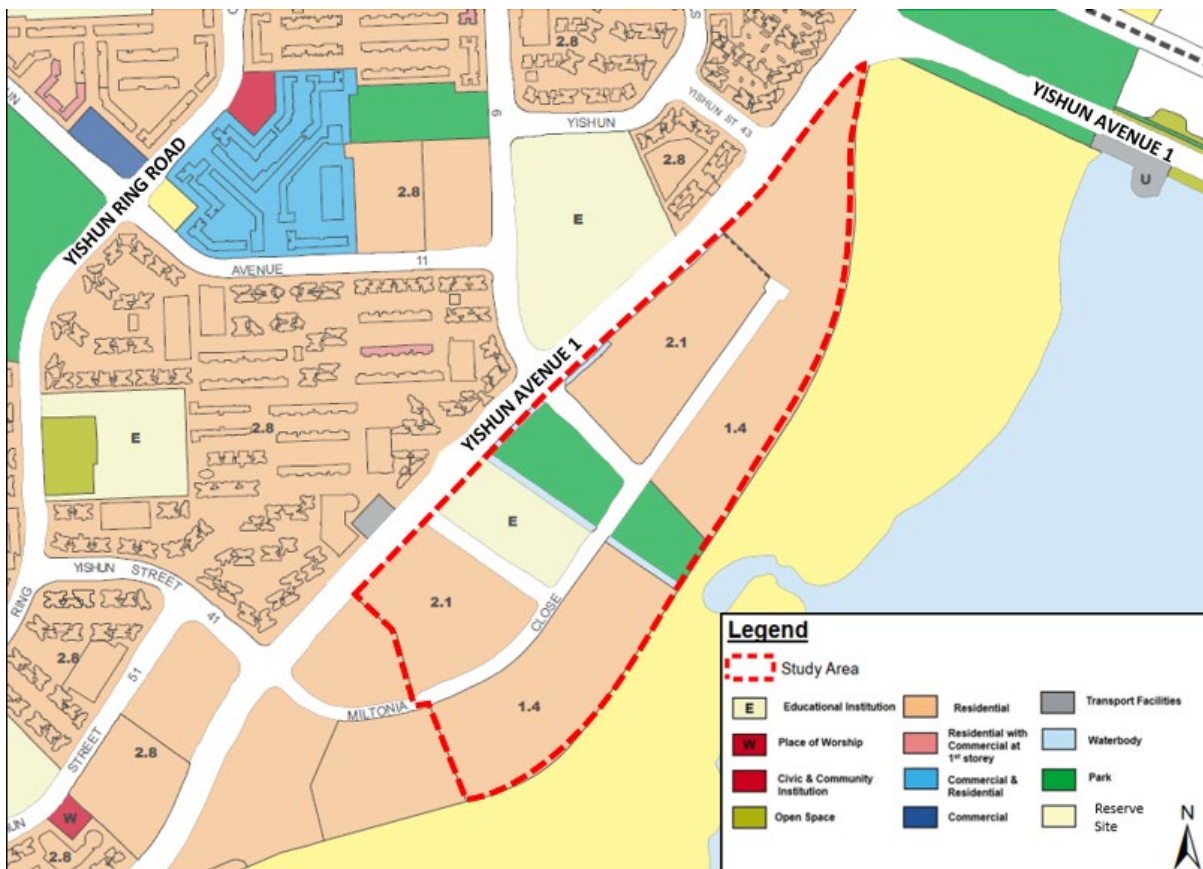 2.8
YISHUN
YISHUN ST 43
2.8
YISHUN AVENUE 1
U
YISHUN RING ROAD
2.8
E
AVENUE
11
9
2.1
YISHUN AVENUE 1
1.4
E
2.8
E
YISHUN STREET
41
RING
2.1
CLOSE
2.8
51
STREET
MILTONIA
1.4
2.8
W
2.8
Legend
Study Area
E Educational Institution
Residential
Transport Facilities
W Place of Worship
Residential with
Commercial at
1st storey
Waterbody
Civic & Community
Institution
Commercial &
Residential
Park
Open Space
Commercial
Reserve
Site
N